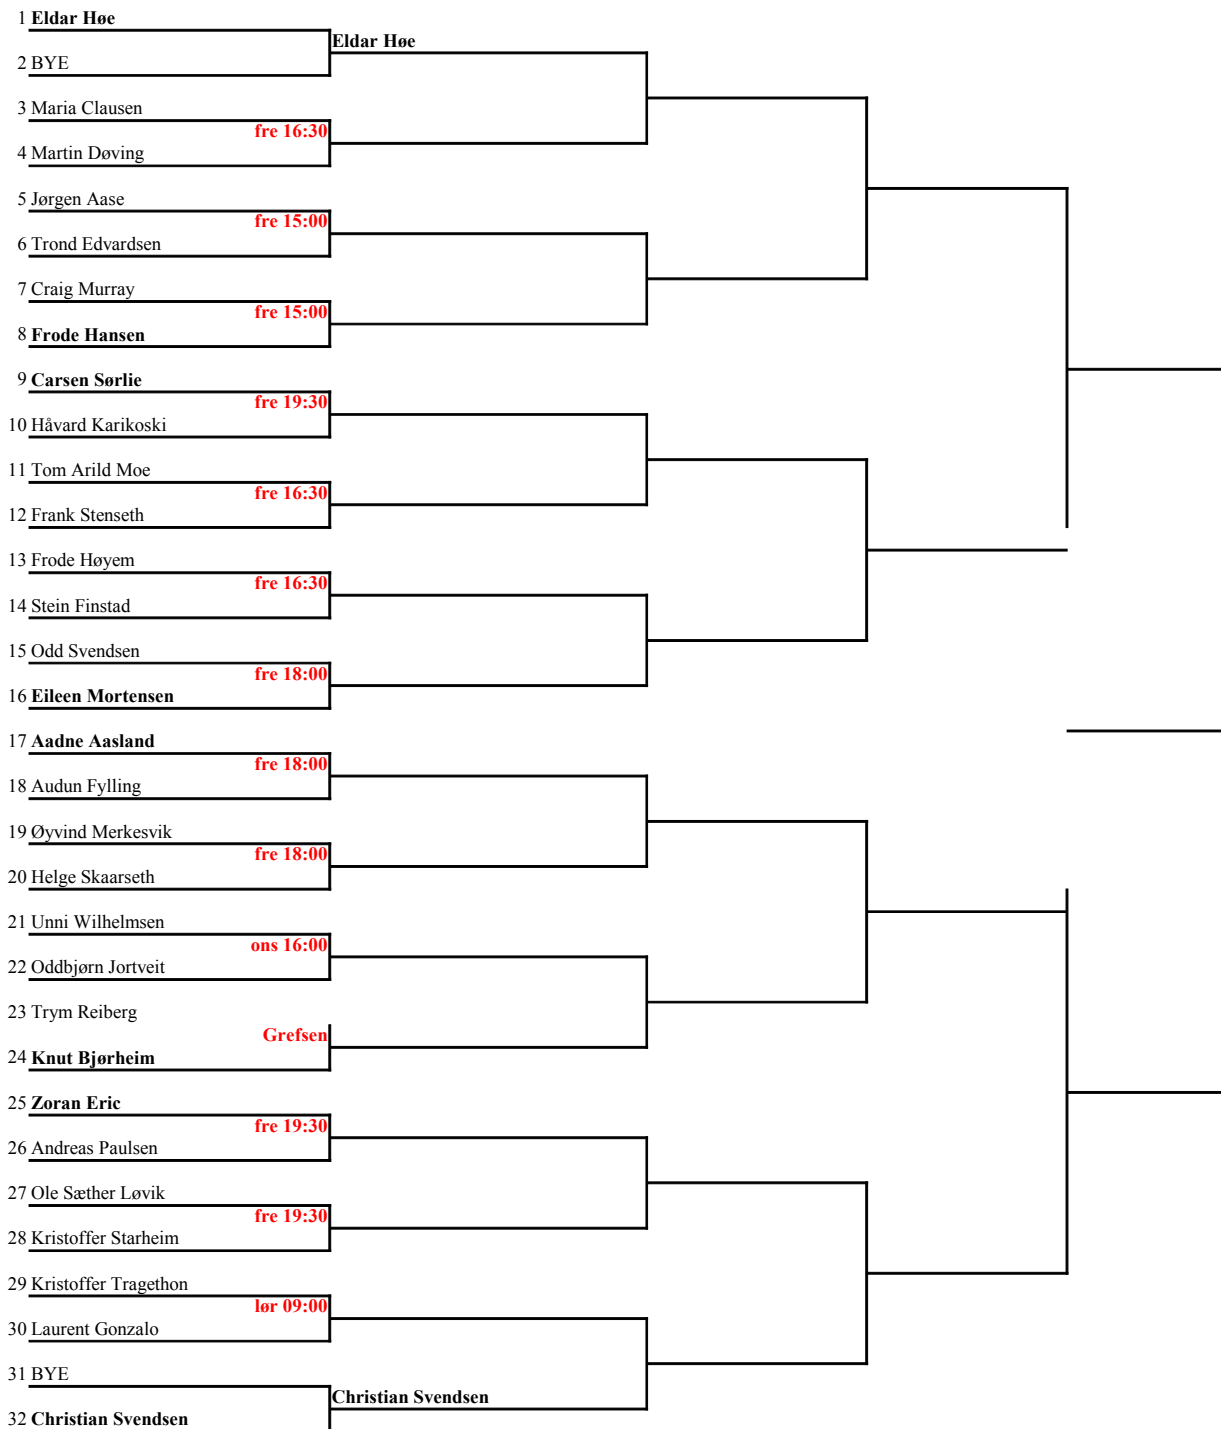 1 Eldar Høe
Eldar Høe
2 BYE
3 Maria Clausen
fre 16:30
4 Martin Døving
5 Jørgen Aase
fre 15:00
6 Trond Edvardsen
7 Craig Murray
fre 15:00
8 Frode Hansen
9 Carsen Sørlie
fre 19:30
10 Håvard Karikoski
11 Tom Arild Moe
fre 16:30
12 Frank Stenseth
13 Frode Høyem
fre 16:30
14 Stein Finstad
15 Odd Svendsen
fre 18:00
16 Eileen Mortensen
17 Aadne Aasland
fre 18:00
18 Audun Fylling
19 Øyvind Merkesvik
fre 18:00
20 Helge Skaarseth
21 Unni Wilhelmsen
ons 16:00
22 Oddbjørn Jortveit
23 Trym Reiberg
Grefsen
24 Knut Bjørheim
25 Zoran Eric
fre 19:30
26 Andreas Paulsen
27 Ole Sæther Løvik
fre 19:30
28 Kristoffer Starheim
29 Kristoffer Tragethon
lør 09:00
30 Laurent Gonzalo
31 BYE
Christian Svendsen
32 Christian Svendsen